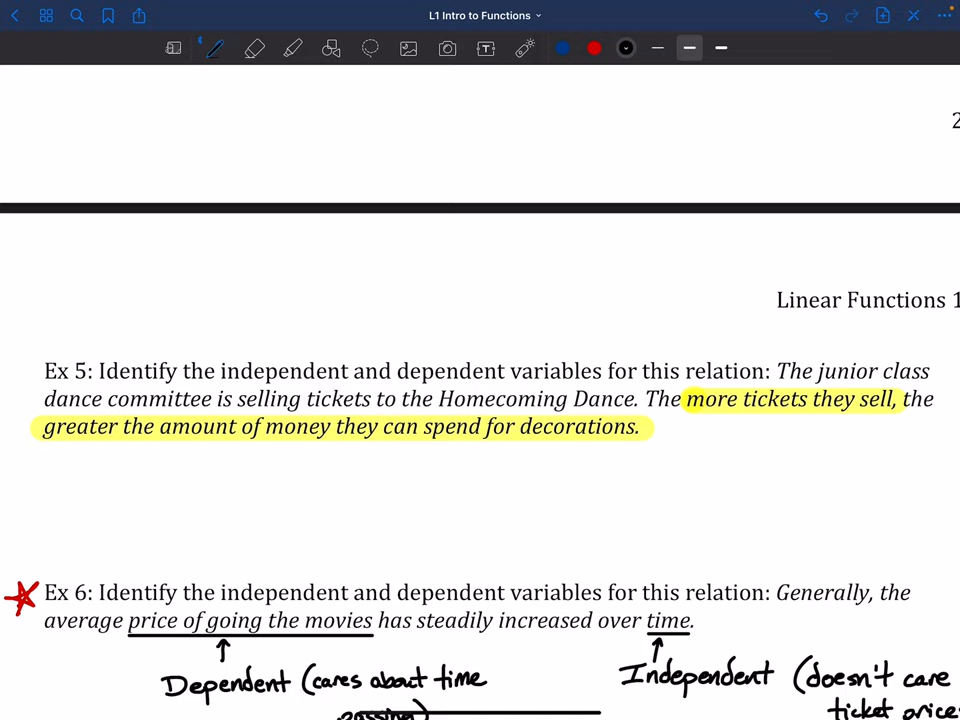 L1 Intro to Functions
2
Linear Functions 1
Ex 5: Identify the independent and dependent variables for this relation: The junior class
dance committee is selling tickets to the Homecoming Dance. The more tickets they sell, the
greater the amount of money they can spend for decorations.
Ex 6: Identify the independent and dependent variables for this relation: Generally, the
average price of going the movies has steadily increased over time.
Dependent (cares about time
passing)
Independent (doesn't care
ticket price